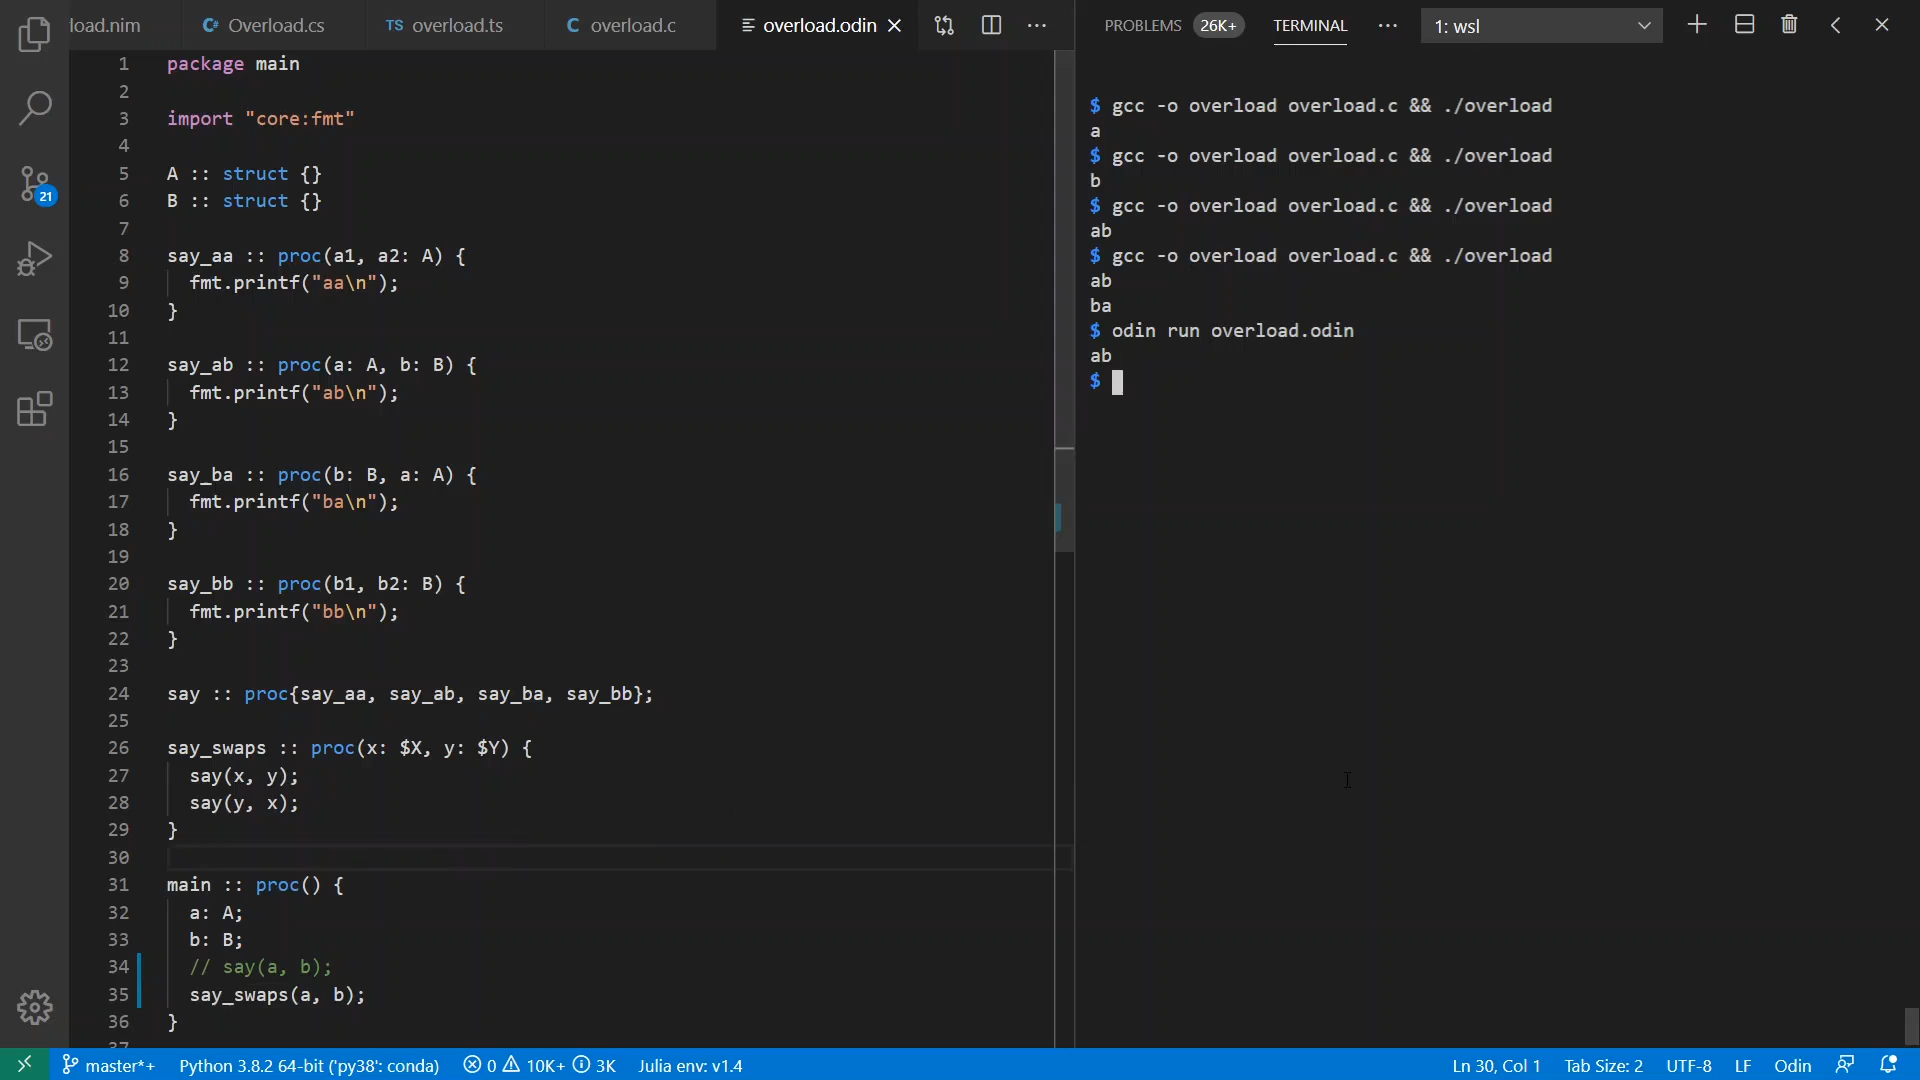 load.nim
C# Overload.cs
TS overload.ts
C overload.c
overload.odin
PROBLEMS 26K+ TERMINAL 1: wsl
1 package main
2
3 import "core:fmt"
4
5 A :: struct {}
6 B :: struct {}
7
8 say_aa :: proc(a1, a2: A) {
9 fmt.printf("aa\n");
10 }
11
12 say_ab :: proc(a: A, b: B) {
13 fmt.printf("ab\n");
14 }
15
16 say_ba :: proc(b: B, a: A) {
17 fmt.printf("ba\n");
18 }
19
20 say_bb :: proc(b1, b2: B) {
21 fmt.printf("bb\n");
22 }
23
24 say :: proc{say_aa, say_ab, say_ba, say_bb};
25
26 say_swaps :: proc(x: $X, y: $Y) {
27 say(x, y);
28 say(y, x);
29 }
30
31 main :: proc() {
32 a: A;
33 b: B;
34 // say(a, b);
35 say_swaps(a, b);
36 }
37
$ gcc -o overload overload.c && ./overload
a
$ gcc -o overload overload.c && ./overload
b
$ gcc -o overload overload.c && ./overload
ab
$ gcc -o overload overload.c && ./overload
ab
ba
$ odin run overload.odin
ab
$
21
master*+ Python 3.8.2 64-bit ('py38': conda) 0 10K+ 3K Julia env: v1.4 Ln 30, Col 1 Tab Size: 2 UTF-8 LF Odin